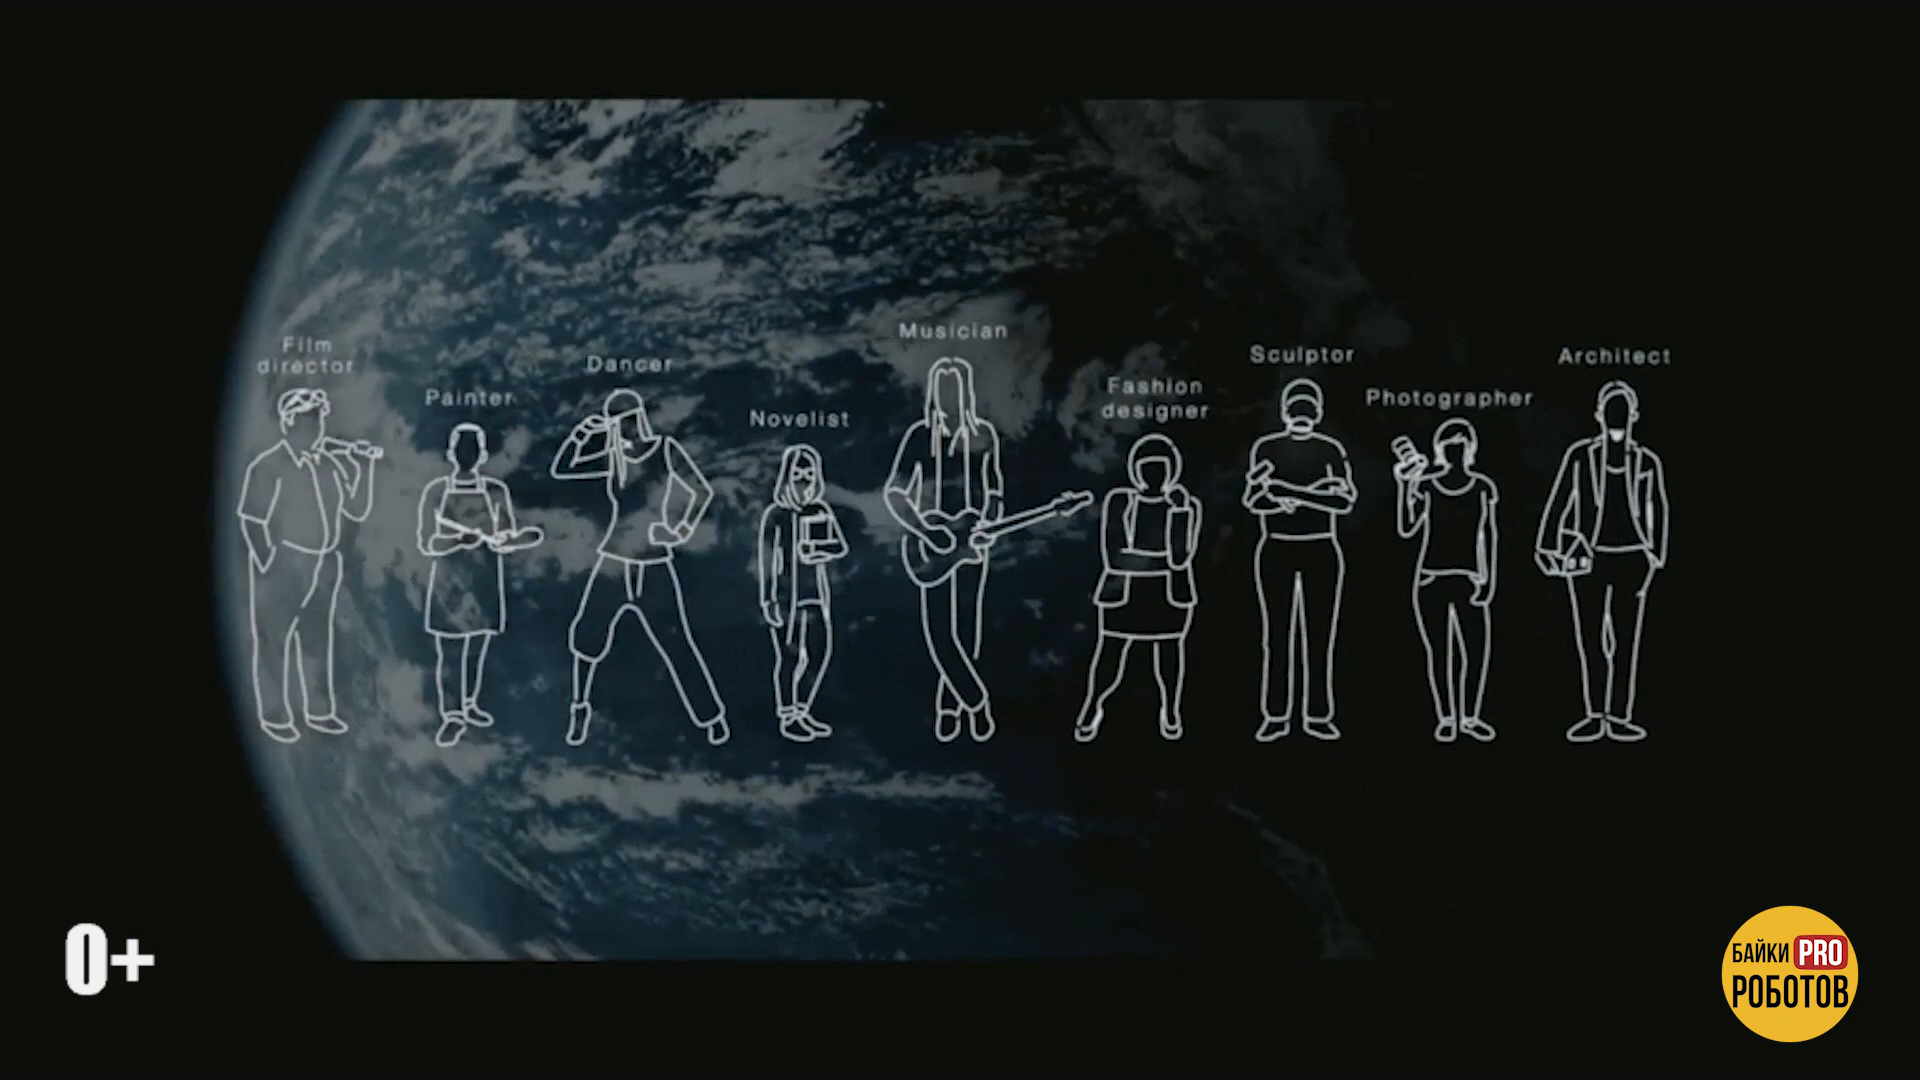 Film
director
Painter
Dancer
Novelist
Musician
Fashion
designer
Sculptor
Photographer
Architect
0+
БАЙКИ PRO
РОБОТОВ